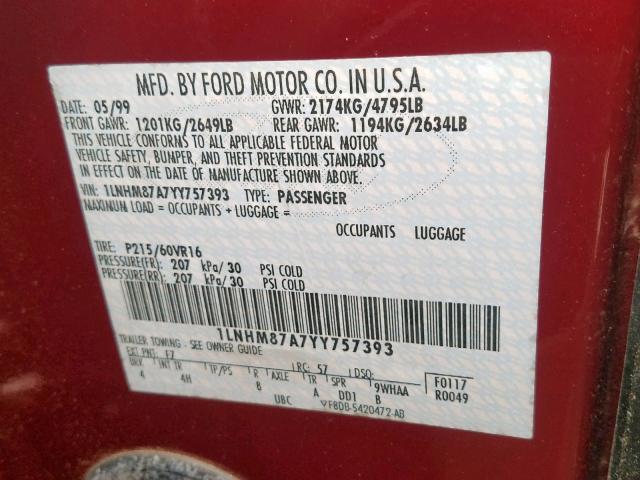 MFD. BY FORD MOTOR CO. IN U.S.A.
DATE: 05/99 GVWR: 2174KG/4795LB
FRONT GAWR: 1201KG/2649LB REAR GAWR: 1194KG/2634LB
THIS VEHICLE CONFORMS TO ALL APPLICABLE FEDERAL MOTOR
VEHICLE SAFETY, BUMPER, AND THEFT PREVENTION STANDARDS
IN EFFECT ON THE DATE OF MANUFACTURE SHOWN ABOVE.
VIN: 1LNHM87A7YY757393 TYPE: PASSENGER
MAXIMUM LOAD = OCCUPANTS + LUGGAGE =
OCCUPANTS LUGGAGE
TIRE: P215/60VR16
PRESSURE(FR): 207 kPa/30 PSI COLD
PRESSURE(RR): 207 kPa/30 PSI COLD
1LNHM87A7YY757393
TRAILER TOWING - SEE OWNER GUIDE
EXT PNT: F7 RC: 57 DSO: F0117
BRK INT TR TP/PS R AXLE TR SPR 9WHAA R0049
4 4H B A DD1 B
UBC ▽F8DB-5420472-AB